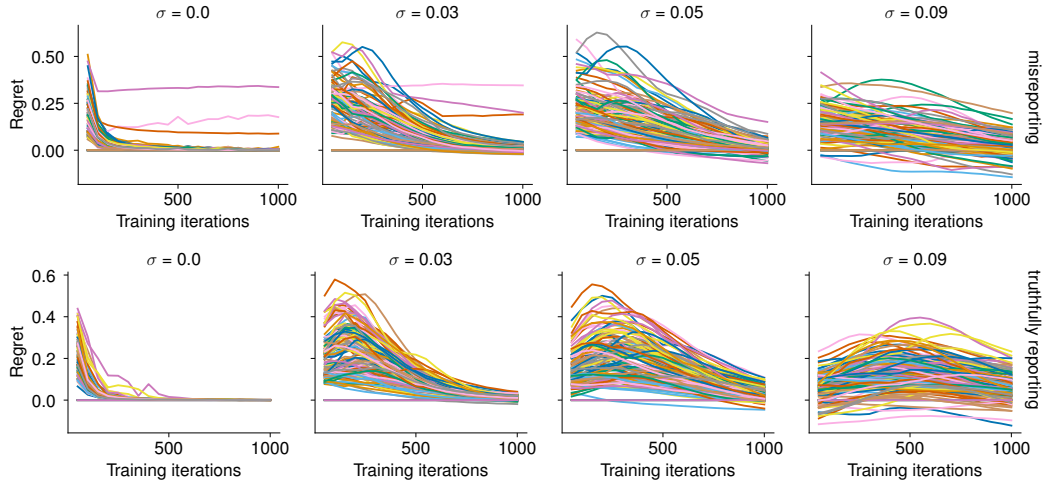 σ = 0.0
σ = 0.03
σ = 0.05
σ = 0.09
0.50
0.25
0.00
Regret
misreporting
500 1000
500 1000
500 1000
500 1000
Training iterations
Training iterations
Training iterations
Training iterations
σ = 0.0
σ = 0.03
σ = 0.05
σ = 0.09
0.6
0.4
0.2
0.0
Regret
truthfully reporting
500 1000
500 1000
500 1000
500 1000
Training iterations
Training iterations
Training iterations
Training iterations